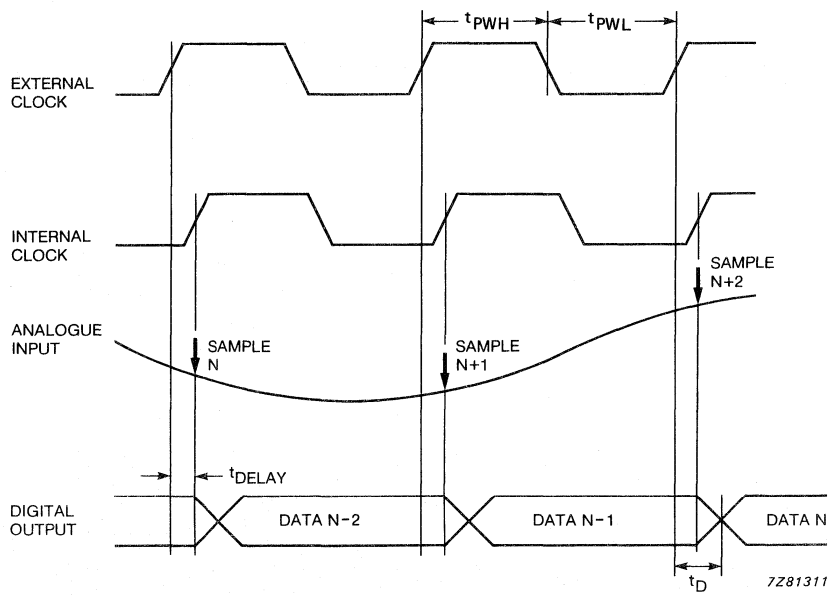 tPWH
tPWL
EXTERNAL
CLOCK
INTERNAL
CLOCK
SAMPLE
N+2
ANALOGUE
INPUT
SAMPLE
N
SAMPLE
N+1
tDELAY
DIGITAL
OUTPUT
DATA N-2
DATA N-1
DATA N
tD
7Z81311